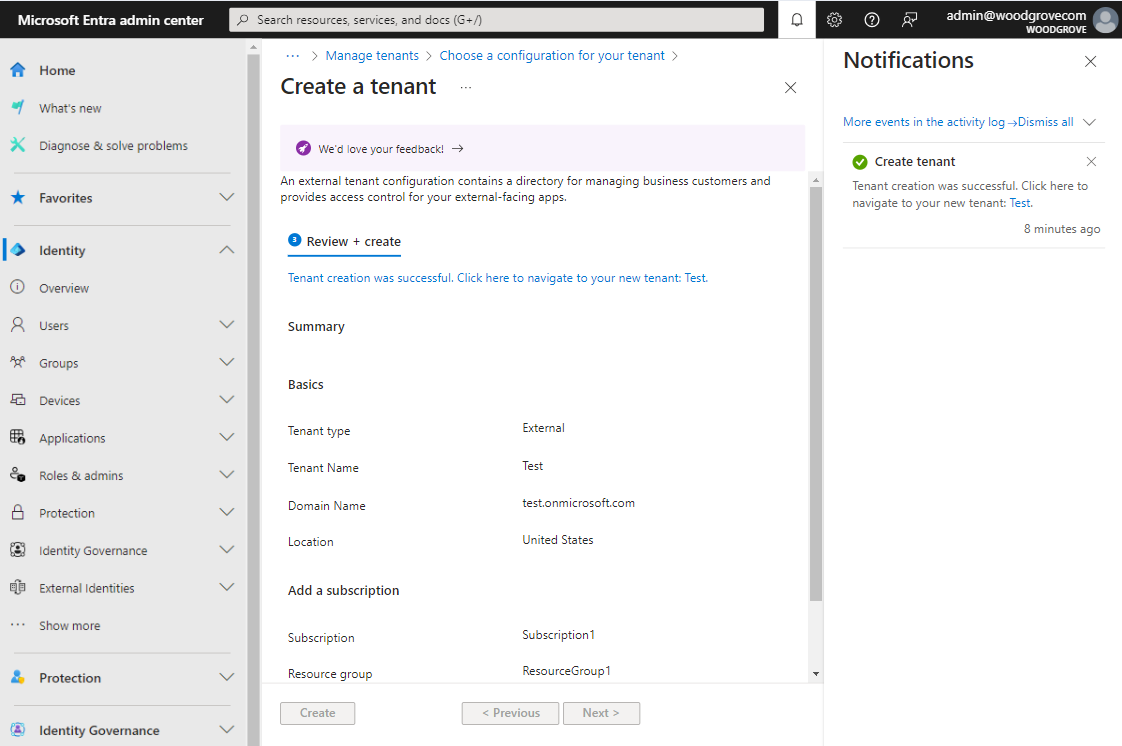 Microsoft Entra admin center
Search resources, services, and docs (G+/)
admin@woodgrovecom
WOODGROVE
Home
What's new
Diagnose & solve problems
Favorites
Identity
Overview
Users
Groups
Devices
Applications
Roles & admins
Protection
Identity Governance
External Identities
Show more
Protection
Identity Governance
··· > Manage tenants > Choose a configuration for your tenant >
Create a tenant ...
We'd love your feedback! →
An external tenant configuration contains a directory for managing business customers and
provides access control for your external-facing apps.
3 Review + create
Tenant creation was successful. Click here to navigate to your new tenant: Test.
Summary
Basics
Tenant type External
Tenant Name Test
Domain Name test.onmicrosoft.com
Location United States
Add a subscription
Subscription Subscription1
Resource group ResourceGroup1
Create < Previous Next >
Notifications
More events in the activity log → Dismiss all
Create tenant
Tenant creation was successful. Click here to
navigate to your new tenant: Test.
8 minutes ago